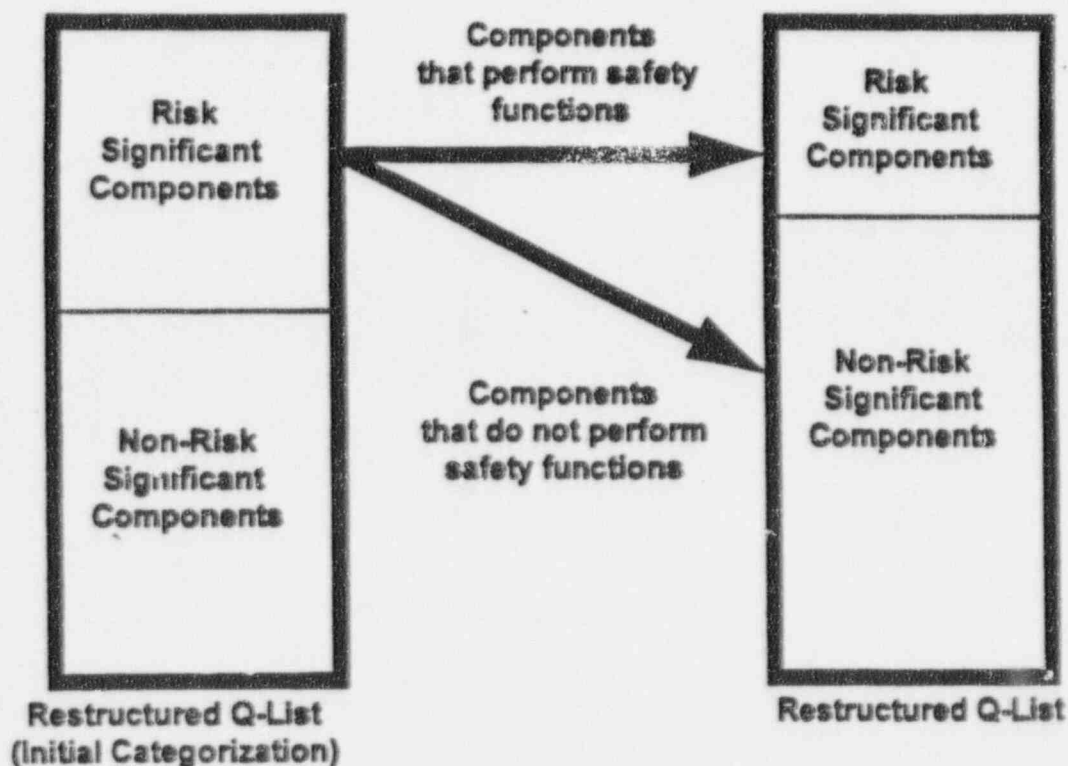 Risk
Significant
Components
Non-Risk
Significant
Components
Restructured Q-List
(Initial Categorization)
Components
that perform safety
functions
Components
that do not perform
safety functions
Risk
Significant
Components
Non-Risk
Significant
Components
Restructured Q-List